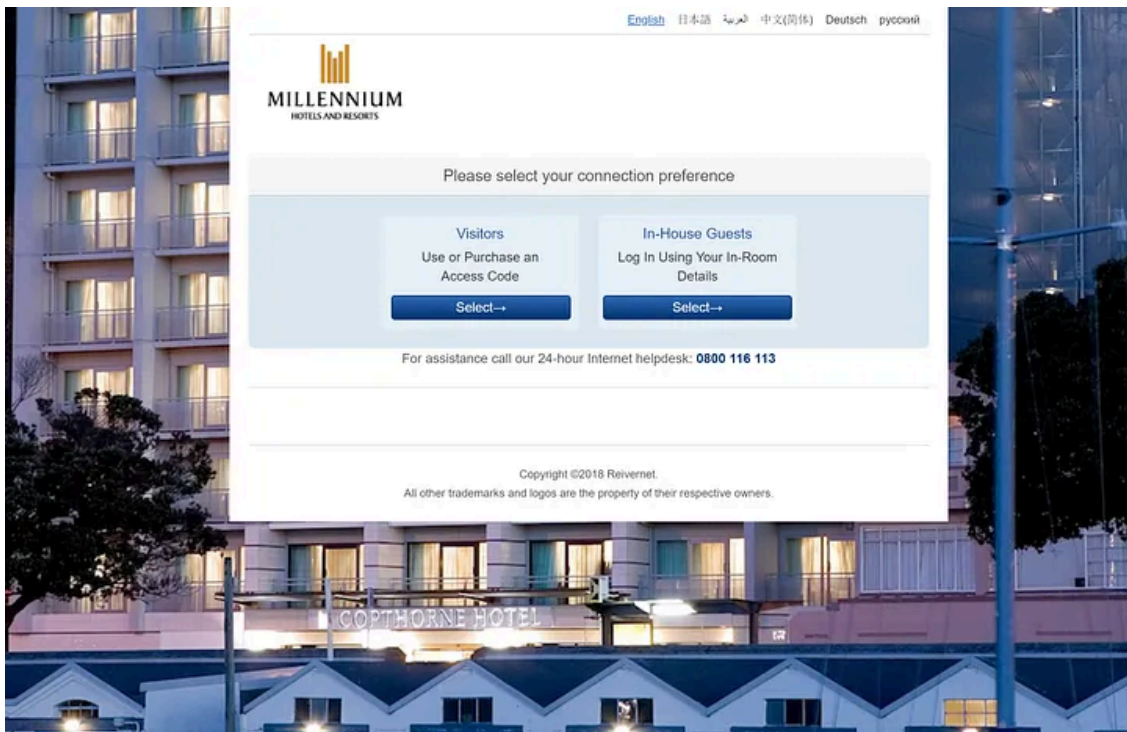 English 日本語 العربية 中文(简体) Deutsch русский
MILLENNIUM
HOTELS AND RESORTS
Please select your connection preference
Visitors
Use or Purchase an
Access Code
Select→
In-House Guests
Log In Using Your In-Room
Details
Select→
For assistance call our 24-hour Internet helpdesk: 0800 116 113
Copyright ©2018 Reivernet.
All other trademarks and logos are the property of their respective owners.
COPTHORNE HOTEL